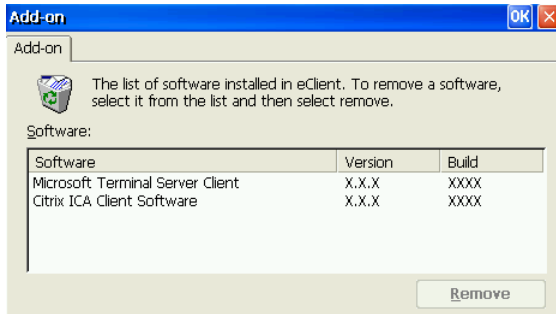 Add-on OK
Add-on
The list of software installed in eClient. To remove a software,
select it from the list and then select remove.
Software:
Software Version Build
Microsoft Terminal Server Client X.X.X XXXX
Citrix ICA Client Software X.X.X XXXX
Remove